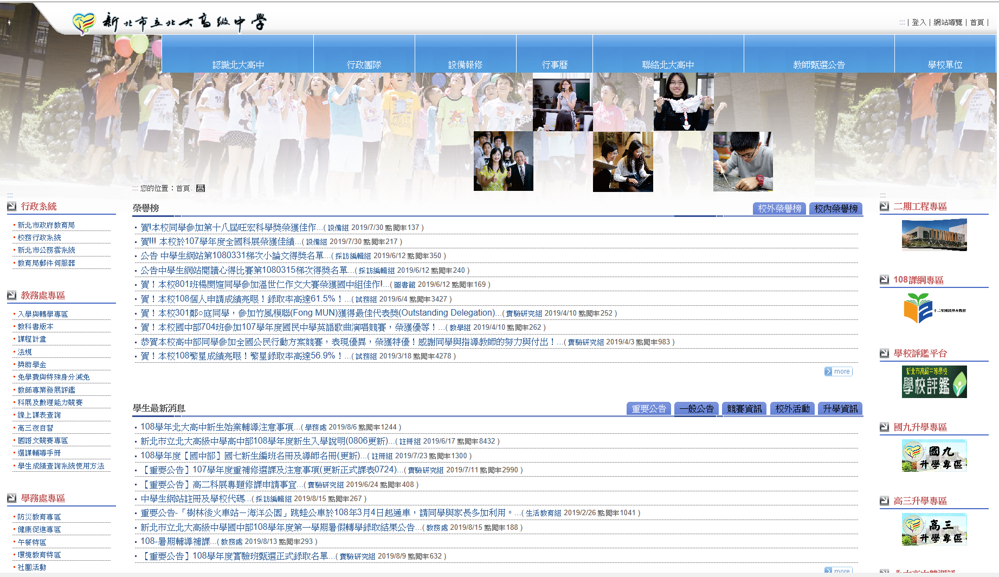 新北市立北大高級中學
::: | 登入 | 網站導覽 | 首頁 |
認識北大高中 行政團隊 設備報修 行事曆 聯絡北大高中 教師甄選公告 學校單位
::: 您的位置：首頁.
:::
行政系統
新北市政府教育局
校務行政系統
新北市公務雲系統
教育局郵件伺服器
教務處專區
入學與轉學專區
教科書版本
課程計畫
法規
獎助學金
免學費與特殊身分減免
教師專業發展評鑑
科展及數理能力競賽
線上課表查詢
高三夜自習
國語文競賽專區
選課輔導手冊
學生成績查詢系統使用方法
學務處專區
防災教育專區
健康促進專區
午餐特區
環境教育特區
社團活動
榮譽榜 校外榮譽榜 校內榮譽榜
賀!本校同學參加第十八屆旺宏科學獎榮獲佳作...( 設備組 2019/7/30 點閱率137 )
賀!!! 本校於107學年度全國科展榮獲佳績...( 設備組 2019/7/30 點閱率217 )
公告 中學生網站第1080331梯次小論文得獎名單...( 採訪編輯組 2019/6/12 點閱率350 )
公告中學生網站閱讀心得比賽第1080315梯次得獎名單...( 採訪編輯組 2019/6/12 點閱率240 )
賀！本校801班楊閔媗同學參加溫世仁作文大賽榮獲國中組佳作!...( 圖書館 2019/6/12 點閱率169 )
賀！本校108個人申請成績亮眼！錄取率高達61.5%！...( 試務組 2019/6/4 點閱率3427 )
賀！本校301鄭○庭同學，參加竹風模聯(Fong MUN)獲得最佳代表獎(Outstanding Delegation)...( 實驗研究組 2019/4/10 點閱率252 )
賀！本校國中部704班參加107學年度國民中學英語歌曲演唱競賽，榮獲優等！...( 教學組 2019/4/10 點閱率262 )
恭賀本校高中部同學參加全國公民行動方案競賽，表現優異，榮獲特優！感謝同學與指導教師的努力與付出！...( 實驗研究組 2019/4/3 點閱率983 )
賀！本校108繁星成績亮眼！繁星錄取率高達56.9%！...( 試務組 2019/3/18 點閱率4278 )
more
學生最新消息 重要公告 一般公告 競賽資訊 校外活動 升學資訊
108學年北大高中新生始業輔導注意事項...( 學務處 2019/8/6 點閱率1244 )
新北市立北大高級中學高中部108學年度新生入學說明(0806更新)...( 註冊組 2019/6/17 點閱率8432 )
108學年度【國中部】國七新生編班名冊及導師名冊(更新)...( 註冊組 2019/7/23 點閱率1300 )
【重要公告】107學年度重補修選課及注意事項(更新正式課表0724)...( 實驗研究組 2019/7/11 點閱率2990 )
【重要公告】高二科展專題修課申請事宜...( 實驗研究組 2019/6/24 點閱率408 )
中學生網站註冊及學校代碼...( 採訪編輯組 2019/8/15 點閱率267 )
重要公告-「樹林後火車站－海洋公園」跳蛙公車於108年3月4日起通車，請同學與家長多加利用。...( 生活教育組 2019/2/26 點閱率1041 )
新北市立北大高級中學國中部108學年度第一學期暑假轉學錄取結果公告...( 教務處 2019/8/15 點閱率188 )
108-暑期輔導補課...( 教務處 2019/8/13 點閱率293 )
【重要公告】108學年度實驗班甄選正式錄取名單...( 實驗研究組 2019/8/9 點閱率632 )
more
:::
二期工程專區
108課綱專區
十二年國民基本教育
學校評鑑平台
新北市高級中等學校
學校評鑑
國九升學專區
國九
升學專區
高三升學專區
高三
升學專區